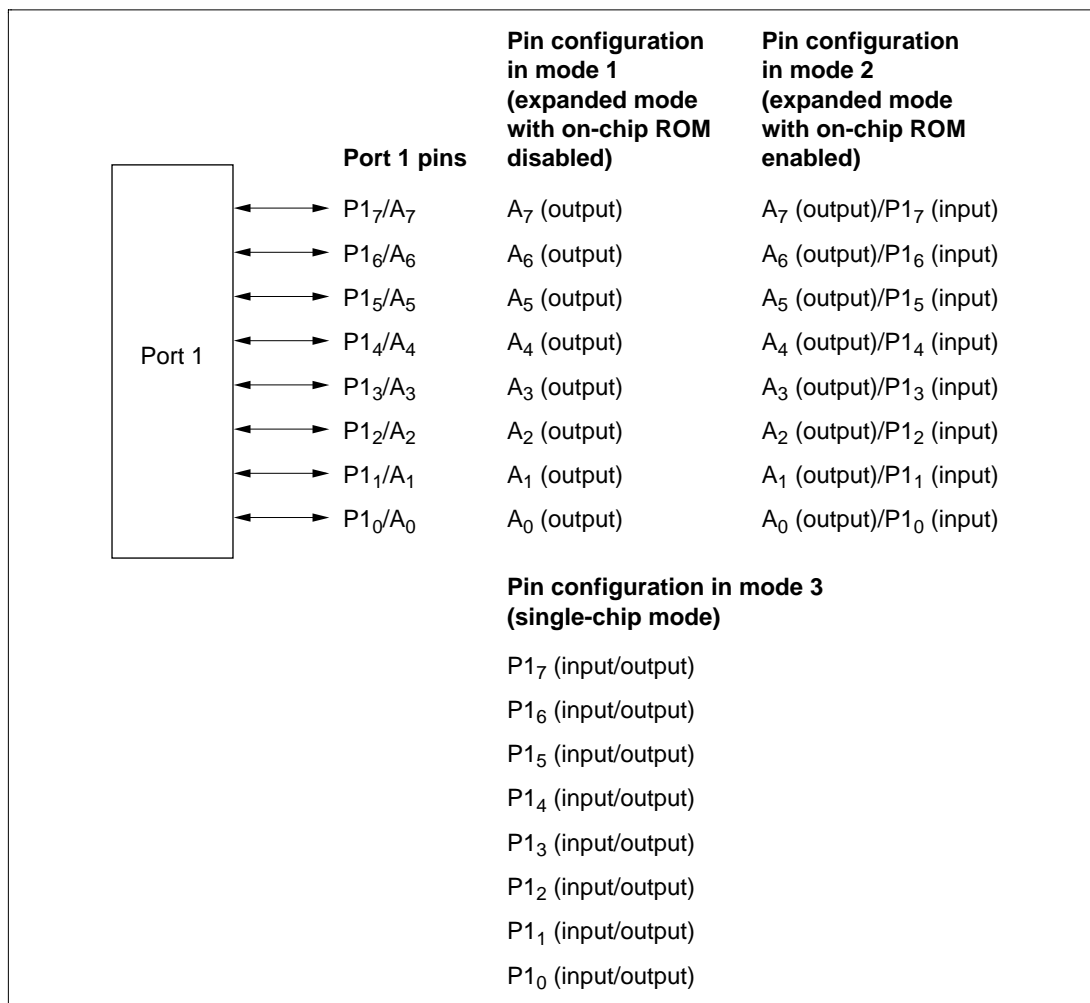 Pin configuration in mode 1 (expanded mode with on-chip ROM disabled)
Pin configuration in mode 2 (expanded mode with on-chip ROM enabled)
Port 1 pins
Port 1
P1₇/A₇ A₇ (output) A₇ (output)/P1₇ (input)
P1₆/A₆ A₆ (output) A₆ (output)/P1₆ (input)
P1₅/A₅ A₅ (output) A₅ (output)/P1₅ (input)
P1₄/A₄ A₄ (output) A₄ (output)/P1₄ (input)
P1₃/A₃ A₃ (output) A₃ (output)/P1₃ (input)
P1₂/A₂ A₂ (output) A₂ (output)/P1₂ (input)
P1₁/A₁ A₁ (output) A₁ (output)/P1₁ (input)
P1₀/A₀ A₀ (output) A₀ (output)/P1₀ (input)
Pin configuration in mode 3
(single-chip mode)
P1₇ (input/output)
P1₆ (input/output)
P1₅ (input/output)
P1₄ (input/output)
P1₃ (input/output)
P1₂ (input/output)
P1₁ (input/output)
P1₀ (input/output)